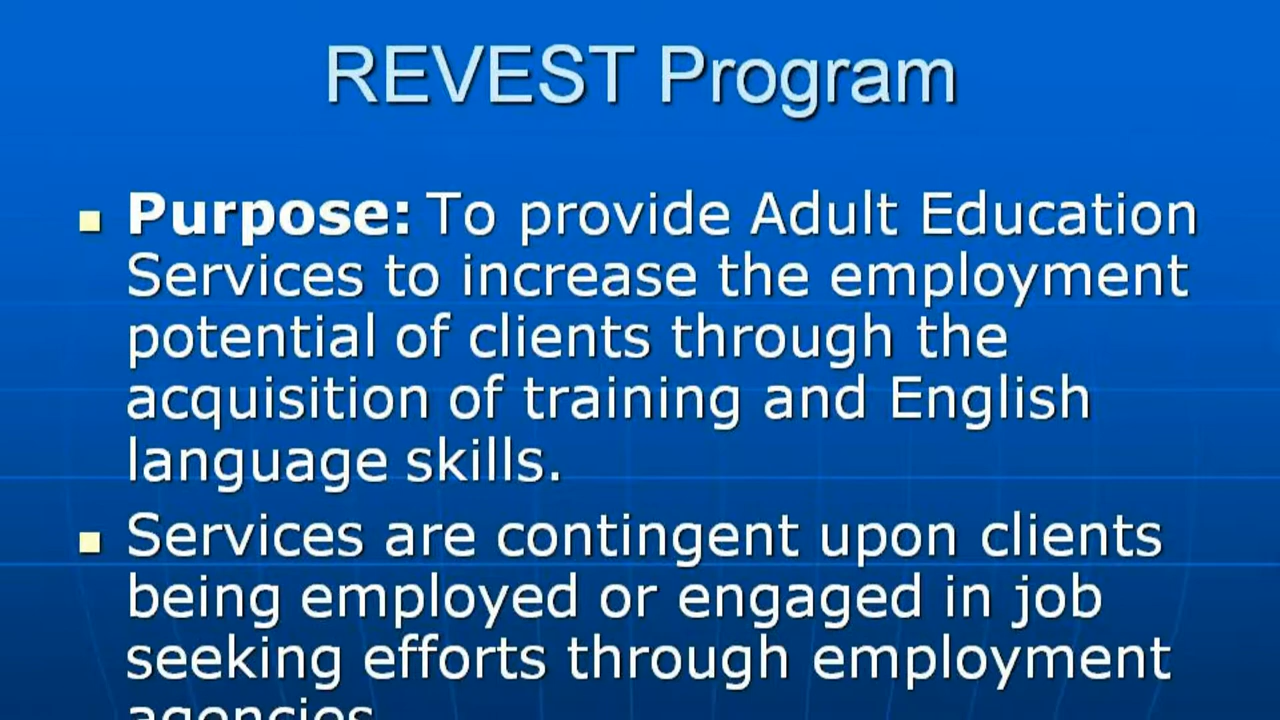 REVEST Program
Purpose: To provide Adult Education
Services to increase the employment
potential of clients through the
acquisition of training and English
language skills.
Services are contingent upon clients
being employed or engaged in job
seeking efforts through employment
agencies